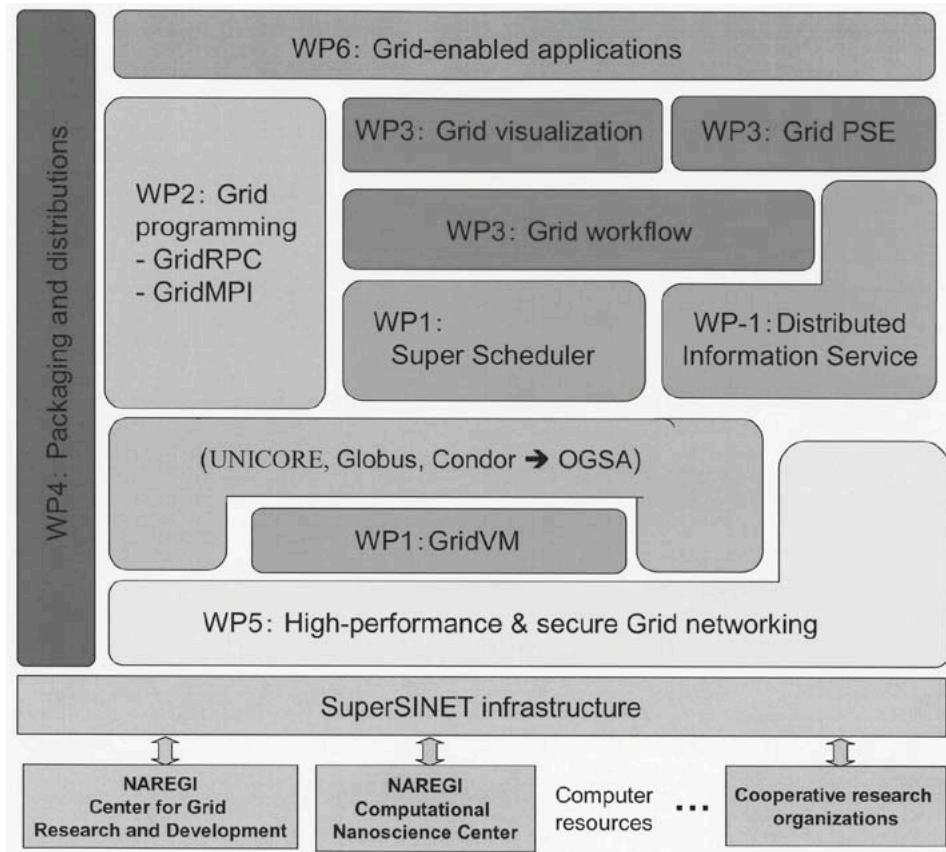 WP6: Grid-enabled applications
WP4: Packaging and distributions
WP2: Grid
programming
- GridRPC
- GridMPI
WP3: Grid visualization
WP3: Grid PSE
WP3: Grid workflow
WP1:
Super Scheduler
WP-1: Distributed
Information Service
(UNICORE, Globus, Condor ➔ OGSA)
WP1: GridVM
WP5: High-performance & secure Grid networking
SuperSINET infrastructure
NAREGI
Center for Grid
Research and Development
NAREGI
Computational
Nanoscience Center
Computer
resources
...
Cooperative research
organizations